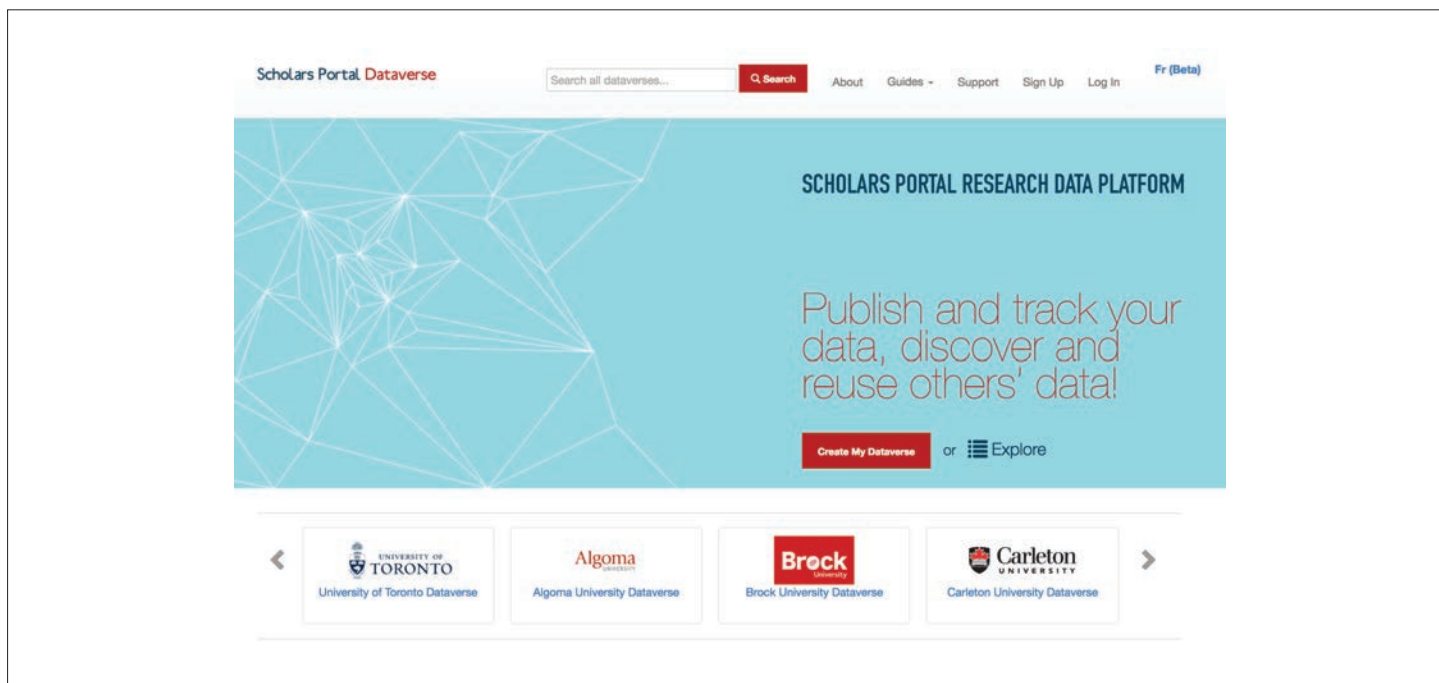 Scholars Portal Dataverse
Search all dataverses...
Search
About
Guides
Support
Sign Up
Log In
Fr (Beta)
SCHOLARS PORTAL RESEARCH DATA PLATFORM
Publish and track your
data, discover and
reuse others' data!
Create My Dataverse
or
Explore
UNIVERSITY OF
TORONTO
University of Toronto Dataverse
Algoma
UNIVERSITY
Algoma University Dataverse
Brock
University
Brock University Dataverse
Carleton
UNIVERSITY
Carleton University Dataverse